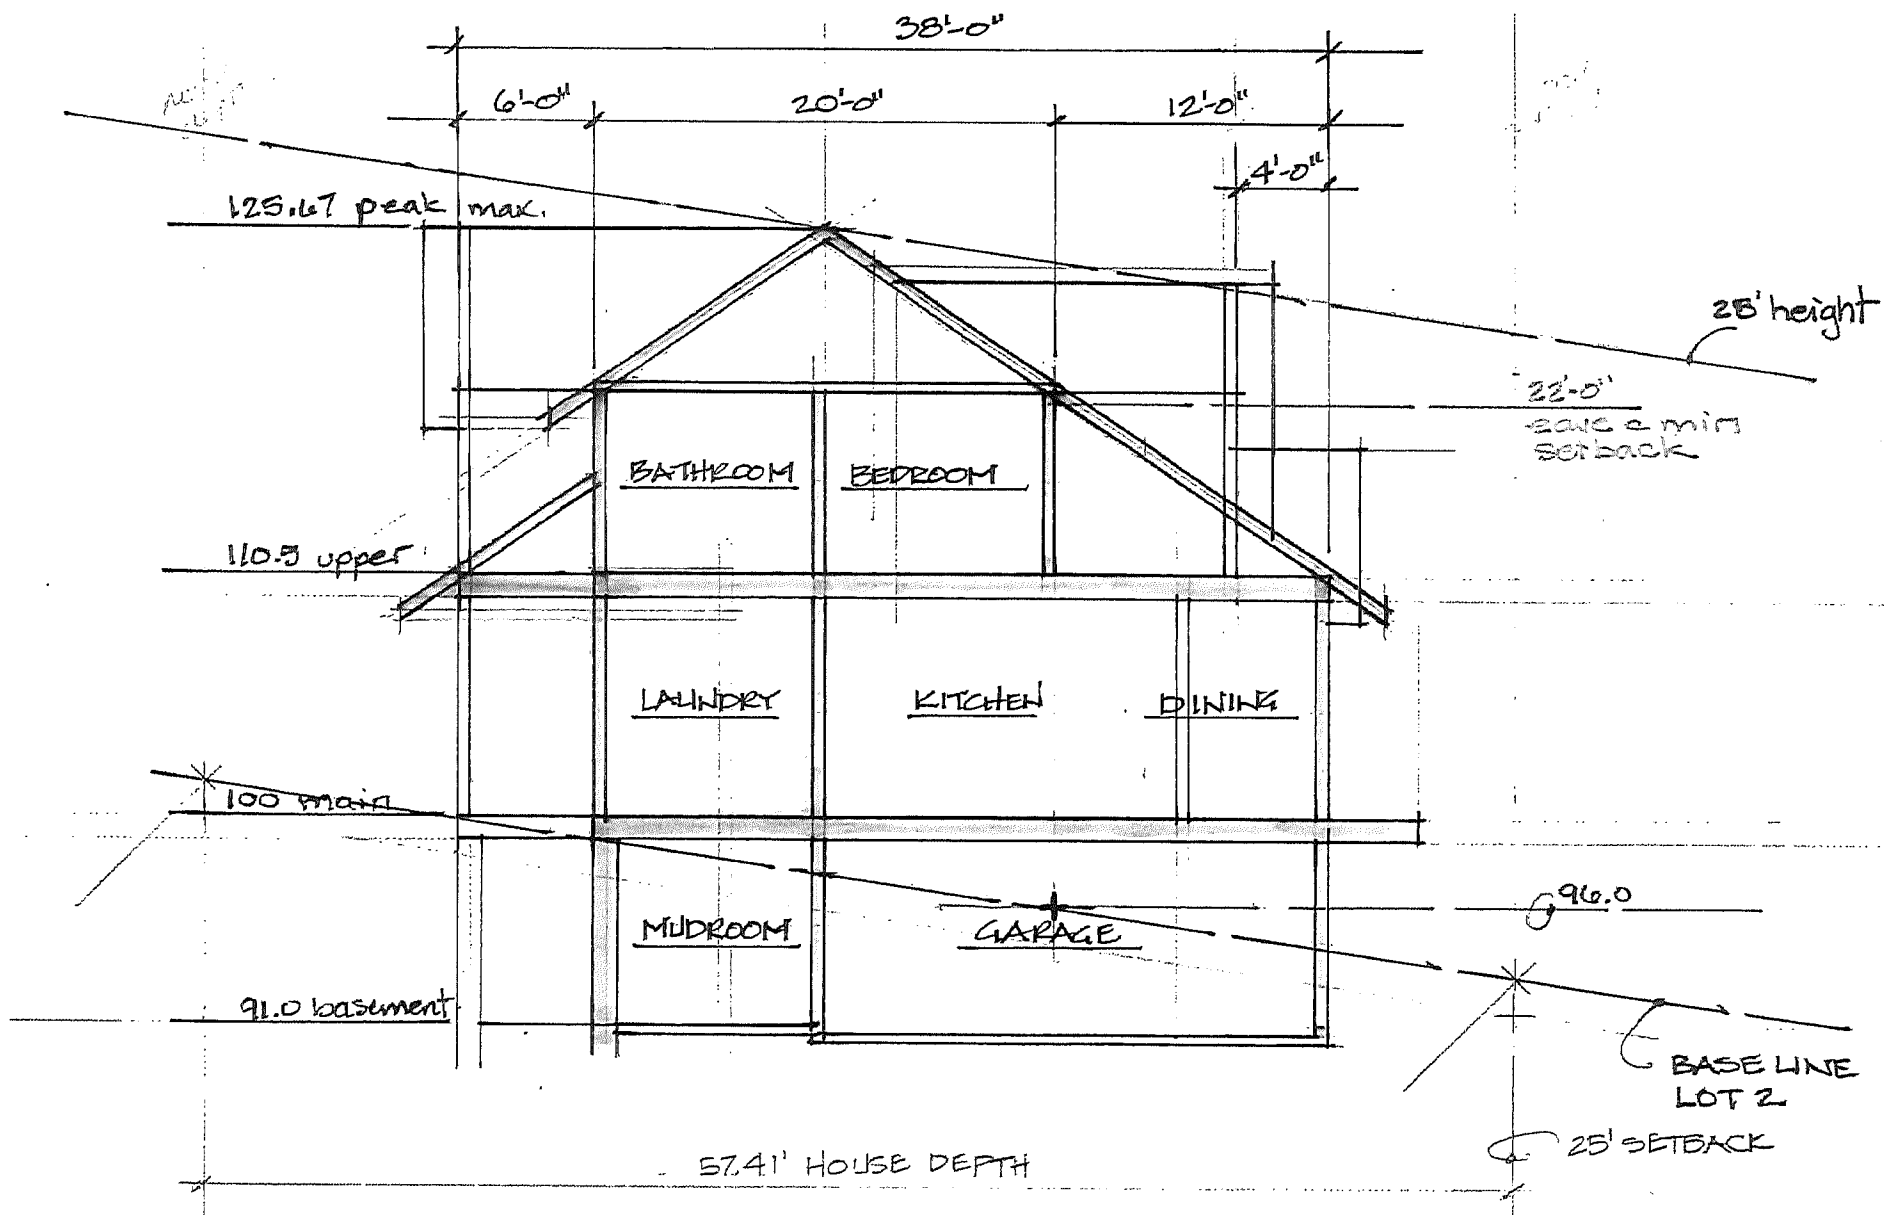 38'-0"
6'-0"
20'-0"
12'-0"
4'-0"
125.67 peak max.
28' height
22'-0"
eave @ min
setback
BATHROOM
BEDROOM
110.5 upper
LAUNDRY
KITCHEN
DINING
100 main
96.0
MUDROOM
GARAGE
91.0 basement
BASE LINE
LOT 2
25' SETBACK
57.41' HOUSE DEPTH